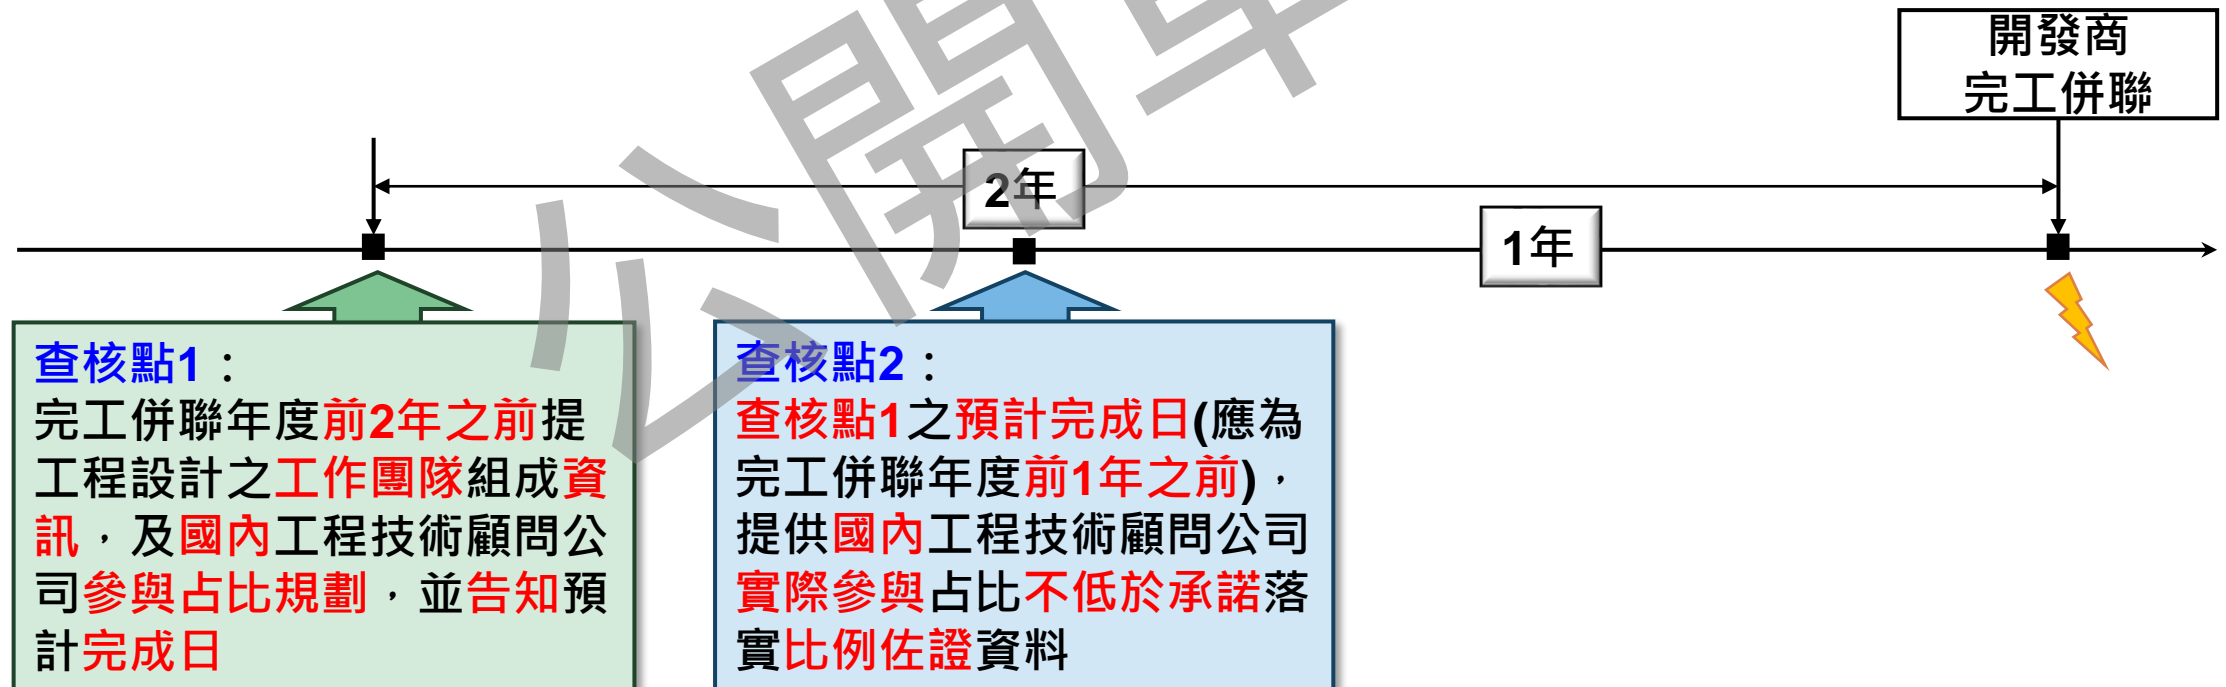 開發商
完工併聯
2年
1年
查核點1：
完工併聯年度前2年之前提
工程設計之工作團隊組成資
訊，及國內工程技術顧問公
司參與占比規劃，並告知預
計完成日
查核點2：
查核點1之預計完成日(應為
完工併聯年度前1年之前)，
提供國內工程技術顧問公司
實際參與占比不低於承諾落
實比例佐證資料
公開